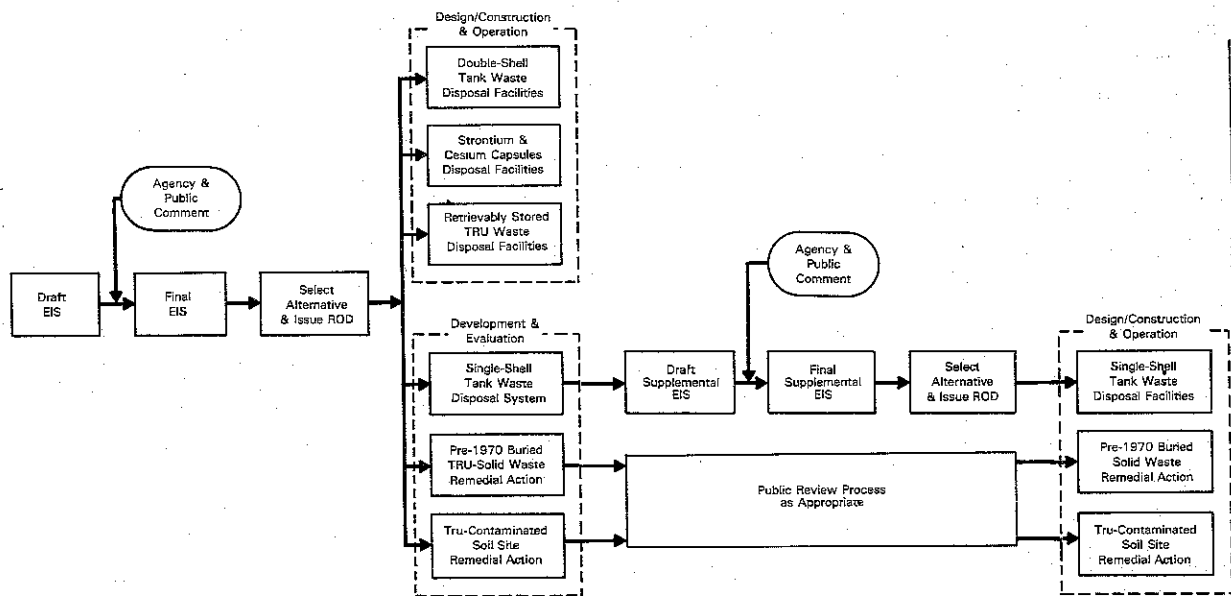 Design/Construction
& Operation
Double-Shell
Tank Waste
Disposal Facilities
Strontium &
Cesium Capsules
Disposal Facilities
Retrievably Stored
TRU Waste
Disposal Facilities
Agency &
Public
Comment
Draft
EIS
Final
EIS
Select
Alternative
& Issue ROD
Development &
Evaluation
Single-Shell
Tank Waste
Disposal System
Pre-1970 Buried
TRU-Solid Waste
Remedial Action
Tru-Contaminated
Soil Site
Remedial Action
Agency &
Public
Comment
Draft
Supplemental
EIS
Final
Supplemental
EIS
Select
Alternative
& Issue ROD
Public Review Process
as Appropriate
Design/Construction
& Operation
Single-Shell
Tank Waste
Disposal Facilities
Pre-1970 Buried
Solid Waste
Remedial Action
Tru-Contaminated
Soil Site
Remedial Action